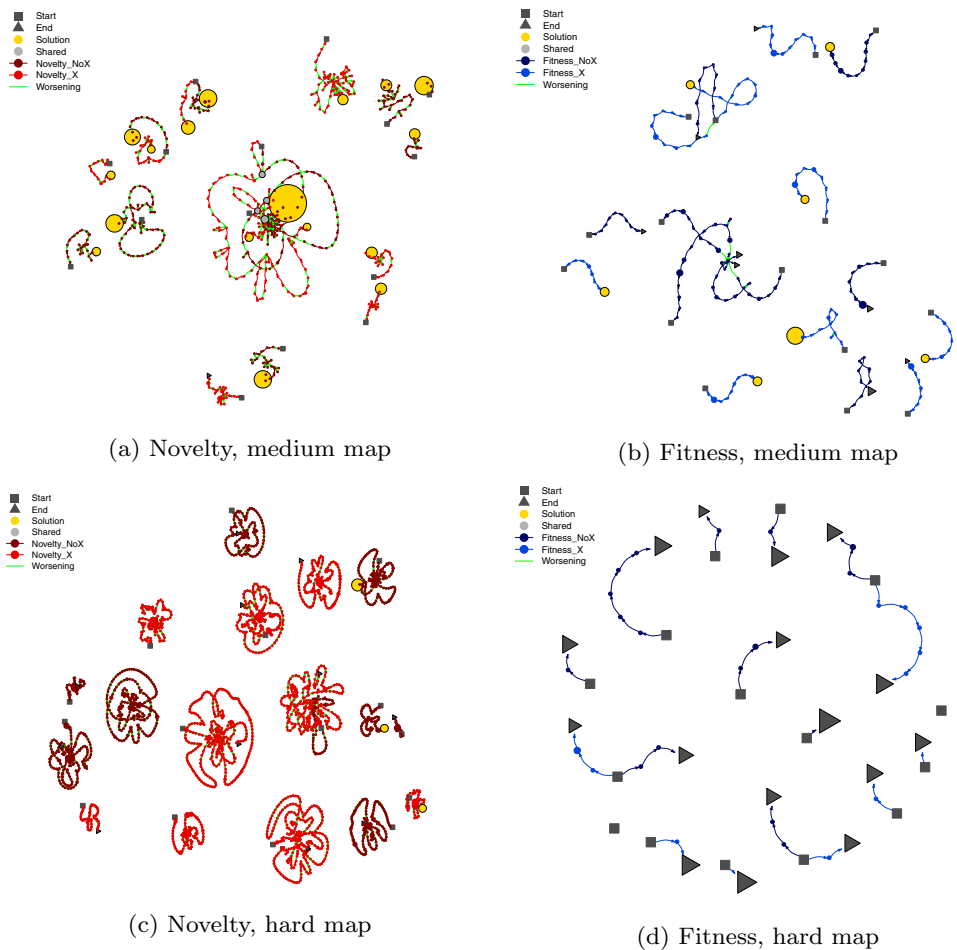 Start
End
Solution
Shared
Novelty_NoX
Novelty_X
Worsening
Start
End
Solution
Shared
Fitness_NoX
Fitness_X
Worsening
(a) Novelty, medium map
(b) Fitness, medium map
Start
End
Solution
Shared
Novelty_NoX
Novelty_X
Worsening
Start
End
Solution
Shared
Fitness_NoX
Fitness_X
Worsening
(c) Novelty, hard map
(d) Fitness, hard map